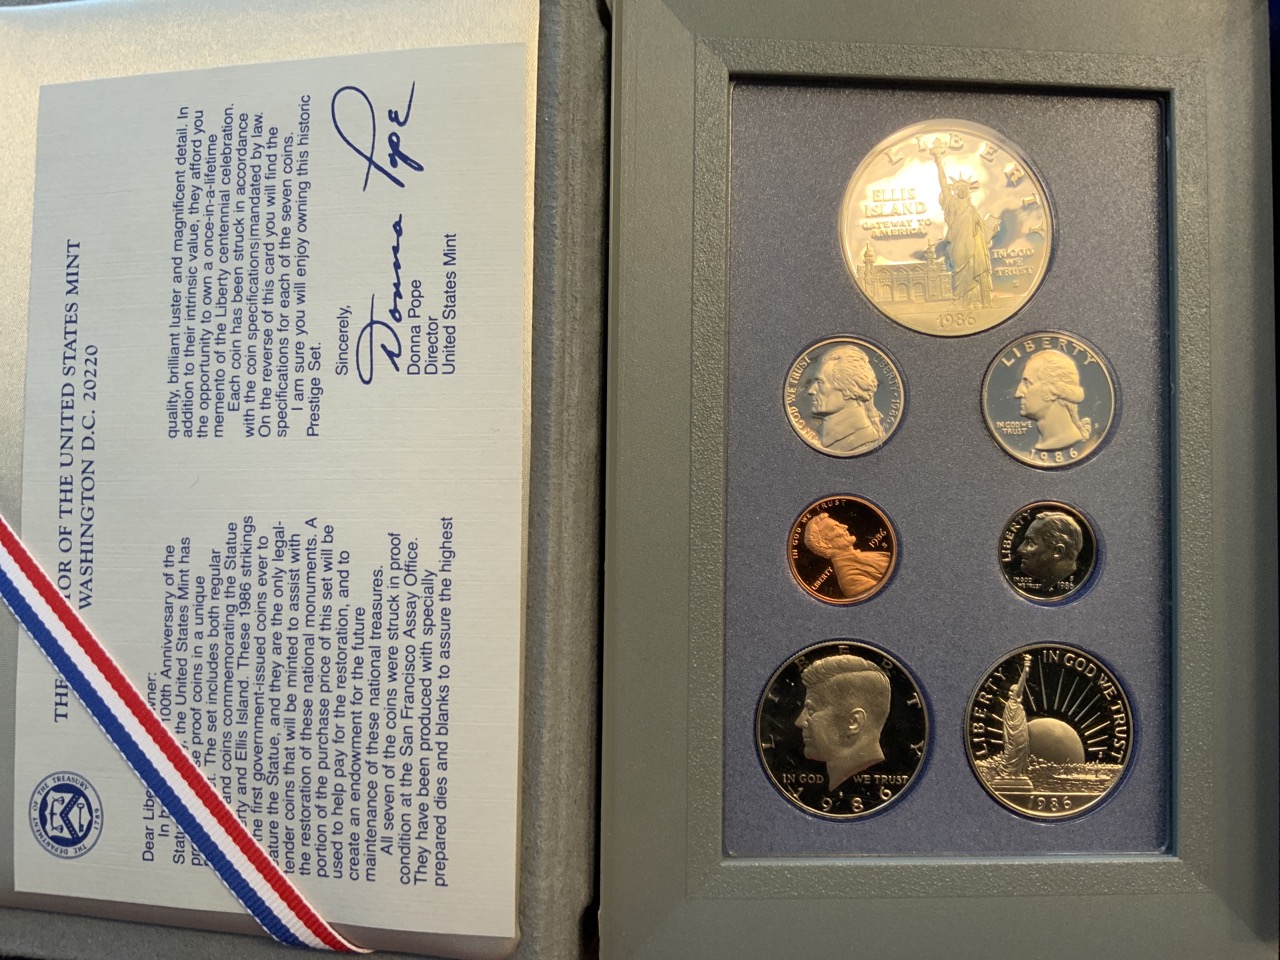 THE
TOR OF THE UNITED STATES MINT
WASHINGTON D.C. 20220
THE DEPARTMENT OF THE TREASURY
1789
Dear Libe wner:
In 100th Anniversary of the
Stat the United States Mint has
pr se proof coins in a unique
The set includes both regular
and coins commemorating the Statue
erty and Ellis Island. These 1986 strikings
the first government-issued coins ever to
ature the Statue, and they are the only legal-
tender coins that will be minted to assist with
the restoration of these national monuments. A
portion of the purchase price of this set will be
used to help pay for the restoration, and to
create an endowment for the future
maintenance of these national treasures.
All seven of the coins were struck in proof
condition at the San Francisco Assay Office.
They have been produced with specially
prepared dies and blanks to assure the highest
quality, brilliant luster and magnificent detail. In
addition to their intrinsic value, they afford you
the opportunity to own a once-in-a-lifetime
memento of the Liberty centennial celebration.
Each coin has been struck in accordance
with the coin specifications mandated by law.
On the reverse of this card you will find the
specifications for each of the seven coins.
I am sure you will enjoy owning this historic
Prestige Set.
Sincerely,
Donna Pope
Donna Pope
Director
United States Mint
LIBERTY
ELLIS
ISLAND
GATEWAY TO
AMERICA
IN GOD
WE
TRUST
S
1986
IN GOD WE TRUST
LIBERTY 1986
LIBERTY
IN GOD WE
TRUST
S
1986
IN GOD WE TRUST
LIBERTY
1986
S
LIBERTY
IN GOD
WE TRUST
S
1986
LIBERTY
IN GOD WE TRUST
S
1986
LIBERTY
IN GOD WE TRUST
1986